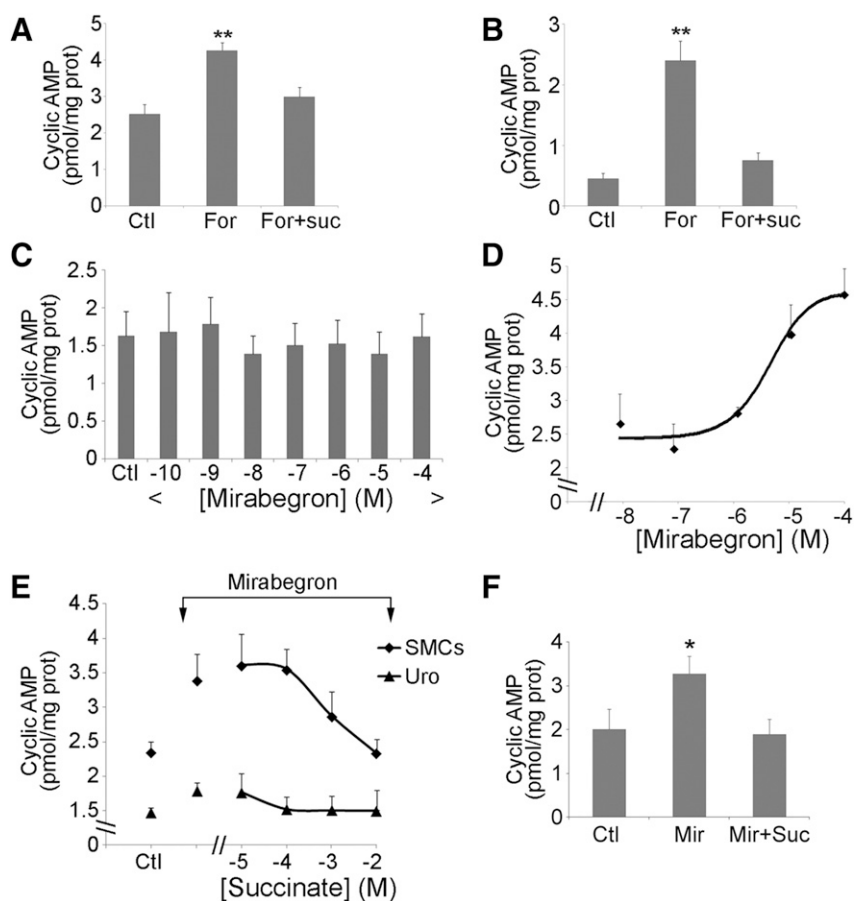 A
Cyclic AMP
(pmol/mg prot)
5
4
3
2
1
0
**
Ctl For For+suc
B
Cyclic AMP
(pmol/mg prot)
3
2
1
0
**
Ctl For For+suc
C
Cyclic AMP
(pmol/mg prot)
2.5
2
1.5
1
0.5
0
Ctl -10 -9 -8 -7 -6 -5 -4
< [Mirabegron] (M) >
D
Cyclic AMP
(pmol/mg prot)
5
4.5
4
3.5
3
2.5
2
0
-8 -7 -6 -5 -4
[Mirabegron] (M)
E
Mirabegron
Cyclic AMP
(pmol/mg prot)
4.5
4
3.5
3
2.5
2
1.5
0
SMCs
Uro
Ctl -5 -4 -3 -2
[Succinate] (M)
F
Cyclic AMP
(pmol/mg prot)
4
3
2
1
0
*
Ctl Mir Mir+Suc